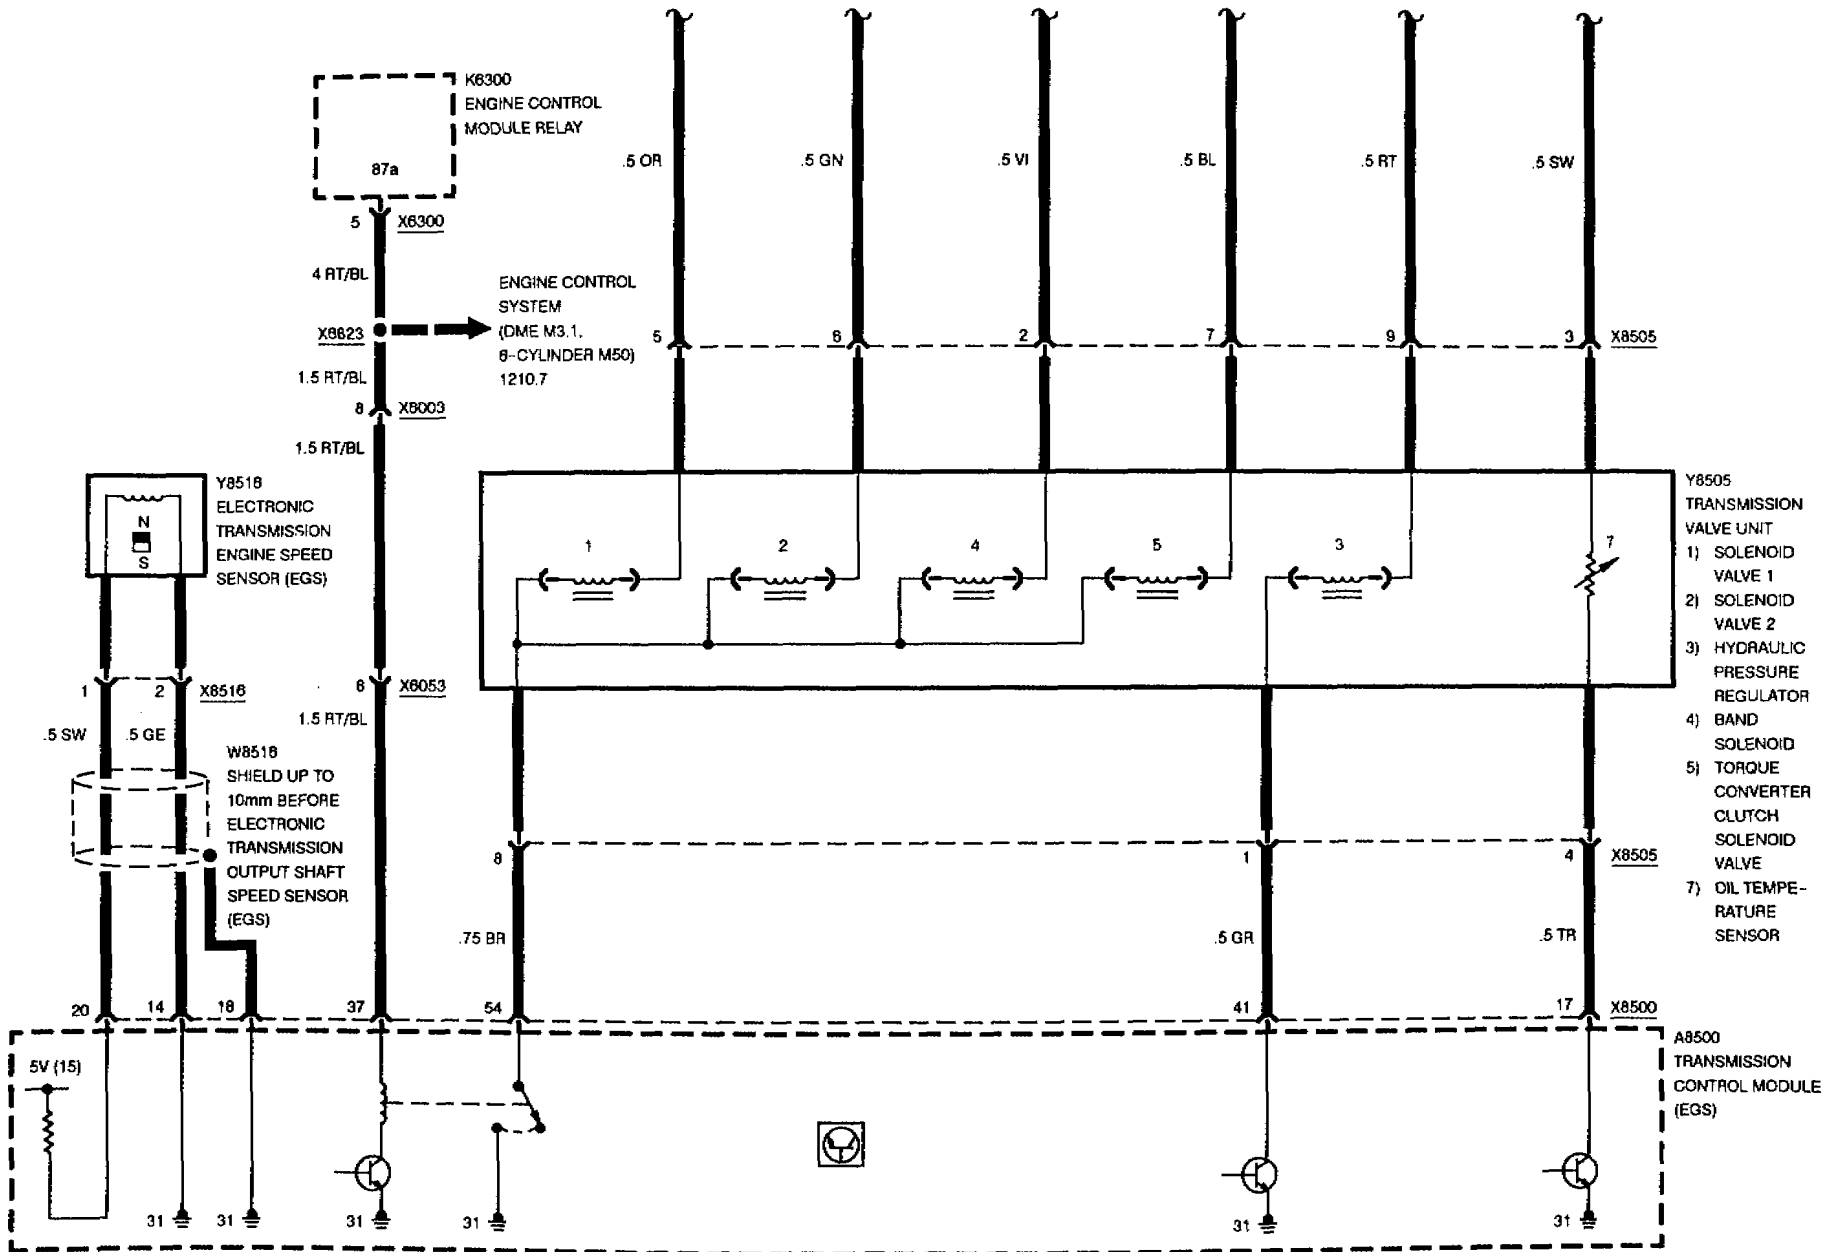 K6300
ENGINE CONTROL
MODULE RELAY
87a
5
X6300
4 RT/BL
X8623
1.5 RT/BL
8
X8003
1.5 RT/BL
6
X6053
1.5 RT/BL
ENGINE CONTROL
SYSTEM
(DME M3.1,
6-CYLINDER M50)
1210.7
.5 OR
.5 GN
.5 VI
.5 BL
.5 RT
.5 SW
5
6
2
7
9
3
X8505
Y8516
ELECTRONIC
TRANSMISSION
ENGINE SPEED
SENSOR (EGS)
N
S
1
2
X8516
.5 SW
.5 GE
W8516
SHIELD UP TO
10mm BEFORE
ELECTRONIC
TRANSMISSION
OUTPUT SHAFT
SPEED SENSOR
(EGS)
1
2
4
5
3
7
Y8505
TRANSMISSION
VALVE UNIT
1) SOLENOID
VALVE 1
2) SOLENOID
VALVE 2
3) HYDRAULIC
PRESSURE
REGULATOR
4) BAND
SOLENOID
5) TORQUE
CONVERTER
CLUTCH
SOLENOID
VALVE
7) OIL TEMPE-
RATURE
SENSOR
8
1
4
X8505
.75 BR
.5 GR
.5 TR
20
14
18
37
54
41
17
X8500
A8500
TRANSMISSION
CONTROL MODULE
(EGS)
5V (15)
31
31
31
31
31
31